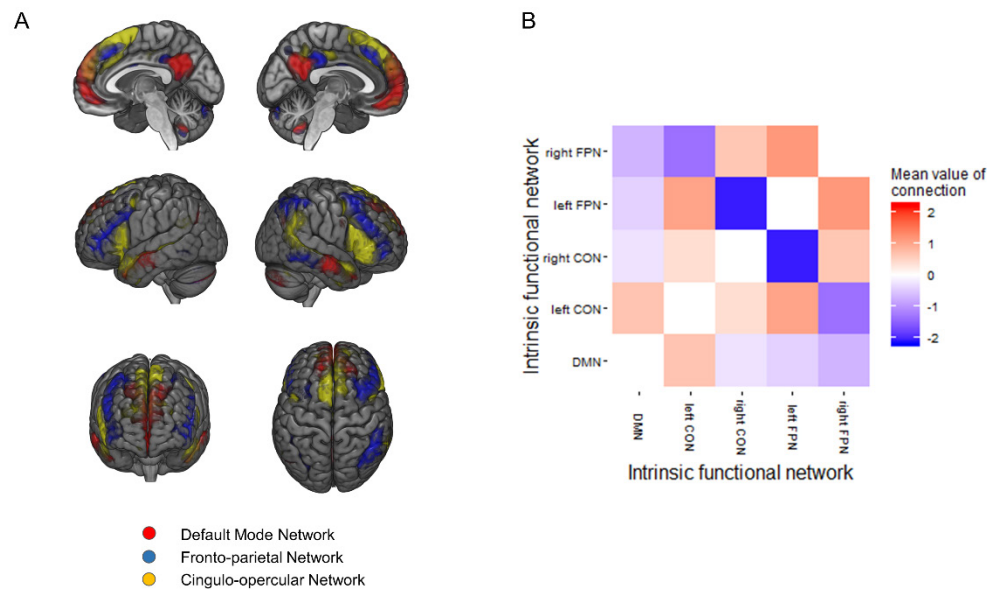 A
B
right FPN
left FPN
right CON
left CON
DMN
Intrinsic functional network
DMN
left CON
right CON
left FPN
right FPN
Intrinsic functional network
Mean value of
connection
2
1
0
-1
-2
Default Mode Network
Fronto-parietal Network
Cingulo-opercular Network